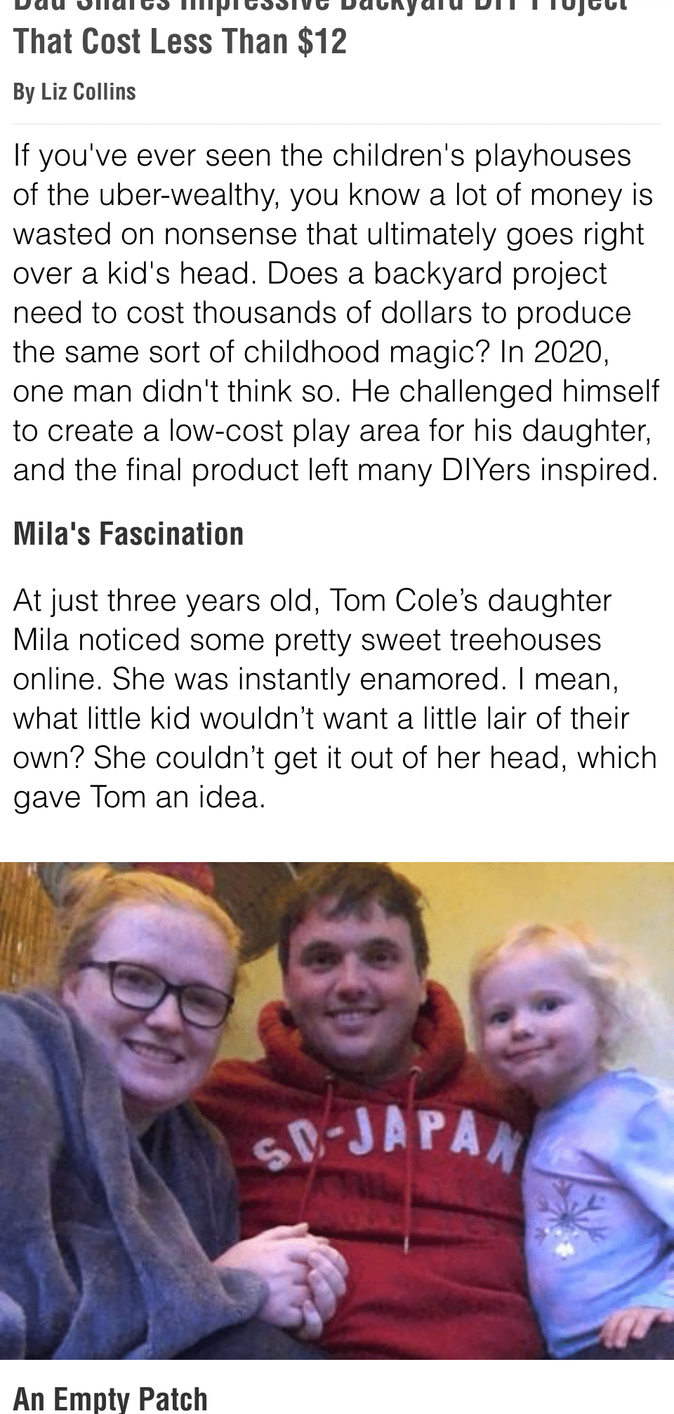 Dad Shares Impressive Backyard DIY Project
That Cost Less Than $12
By Liz Collins
If you've ever seen the children's playhouses
of the uber-wealthy, you know a lot of money is
wasted on nonsense that ultimately goes right
over a kid's head. Does a backyard project
need to cost thousands of dollars to produce
the same sort of childhood magic? In 2020,
one man didn't think so. He challenged himself
to create a low-cost play area for his daughter,
and the final product left many DIYers inspired.
Mila's Fascination
At just three years old, Tom Cole’s daughter
Mila noticed some pretty sweet treehouses
online. She was instantly enamored. I mean,
what little kid wouldn’t want a little lair of their
own? She couldn’t get it out of her head, which
gave Tom an idea.
SD-JAPAN
An Empty Patch